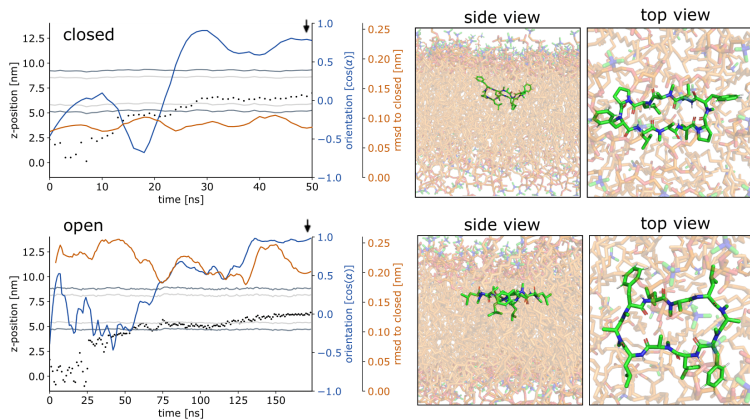 side view top view
closed
z-position [nm]
12.5
10.0
7.5
5.0
2.5
0.0
0 10 20 30 40 50
time [ns]
1.0
0.5
0.0
−0.5
−1.0
orientation [cos(α)]
0.25
0.20
0.15
0.10
0.05
0.00
rmsd to closed [nm]
side view top view
open
z-position [nm]
12.5
10.0
7.5
5.0
2.5
0.0
0 25 50 75 100 125 150
time [ns]
1.0
0.5
0.0
−0.5
−1.0
orientation [cos(α)]
0.25
0.20
0.15
0.10
0.05
0.00
rmsd to closed [nm]